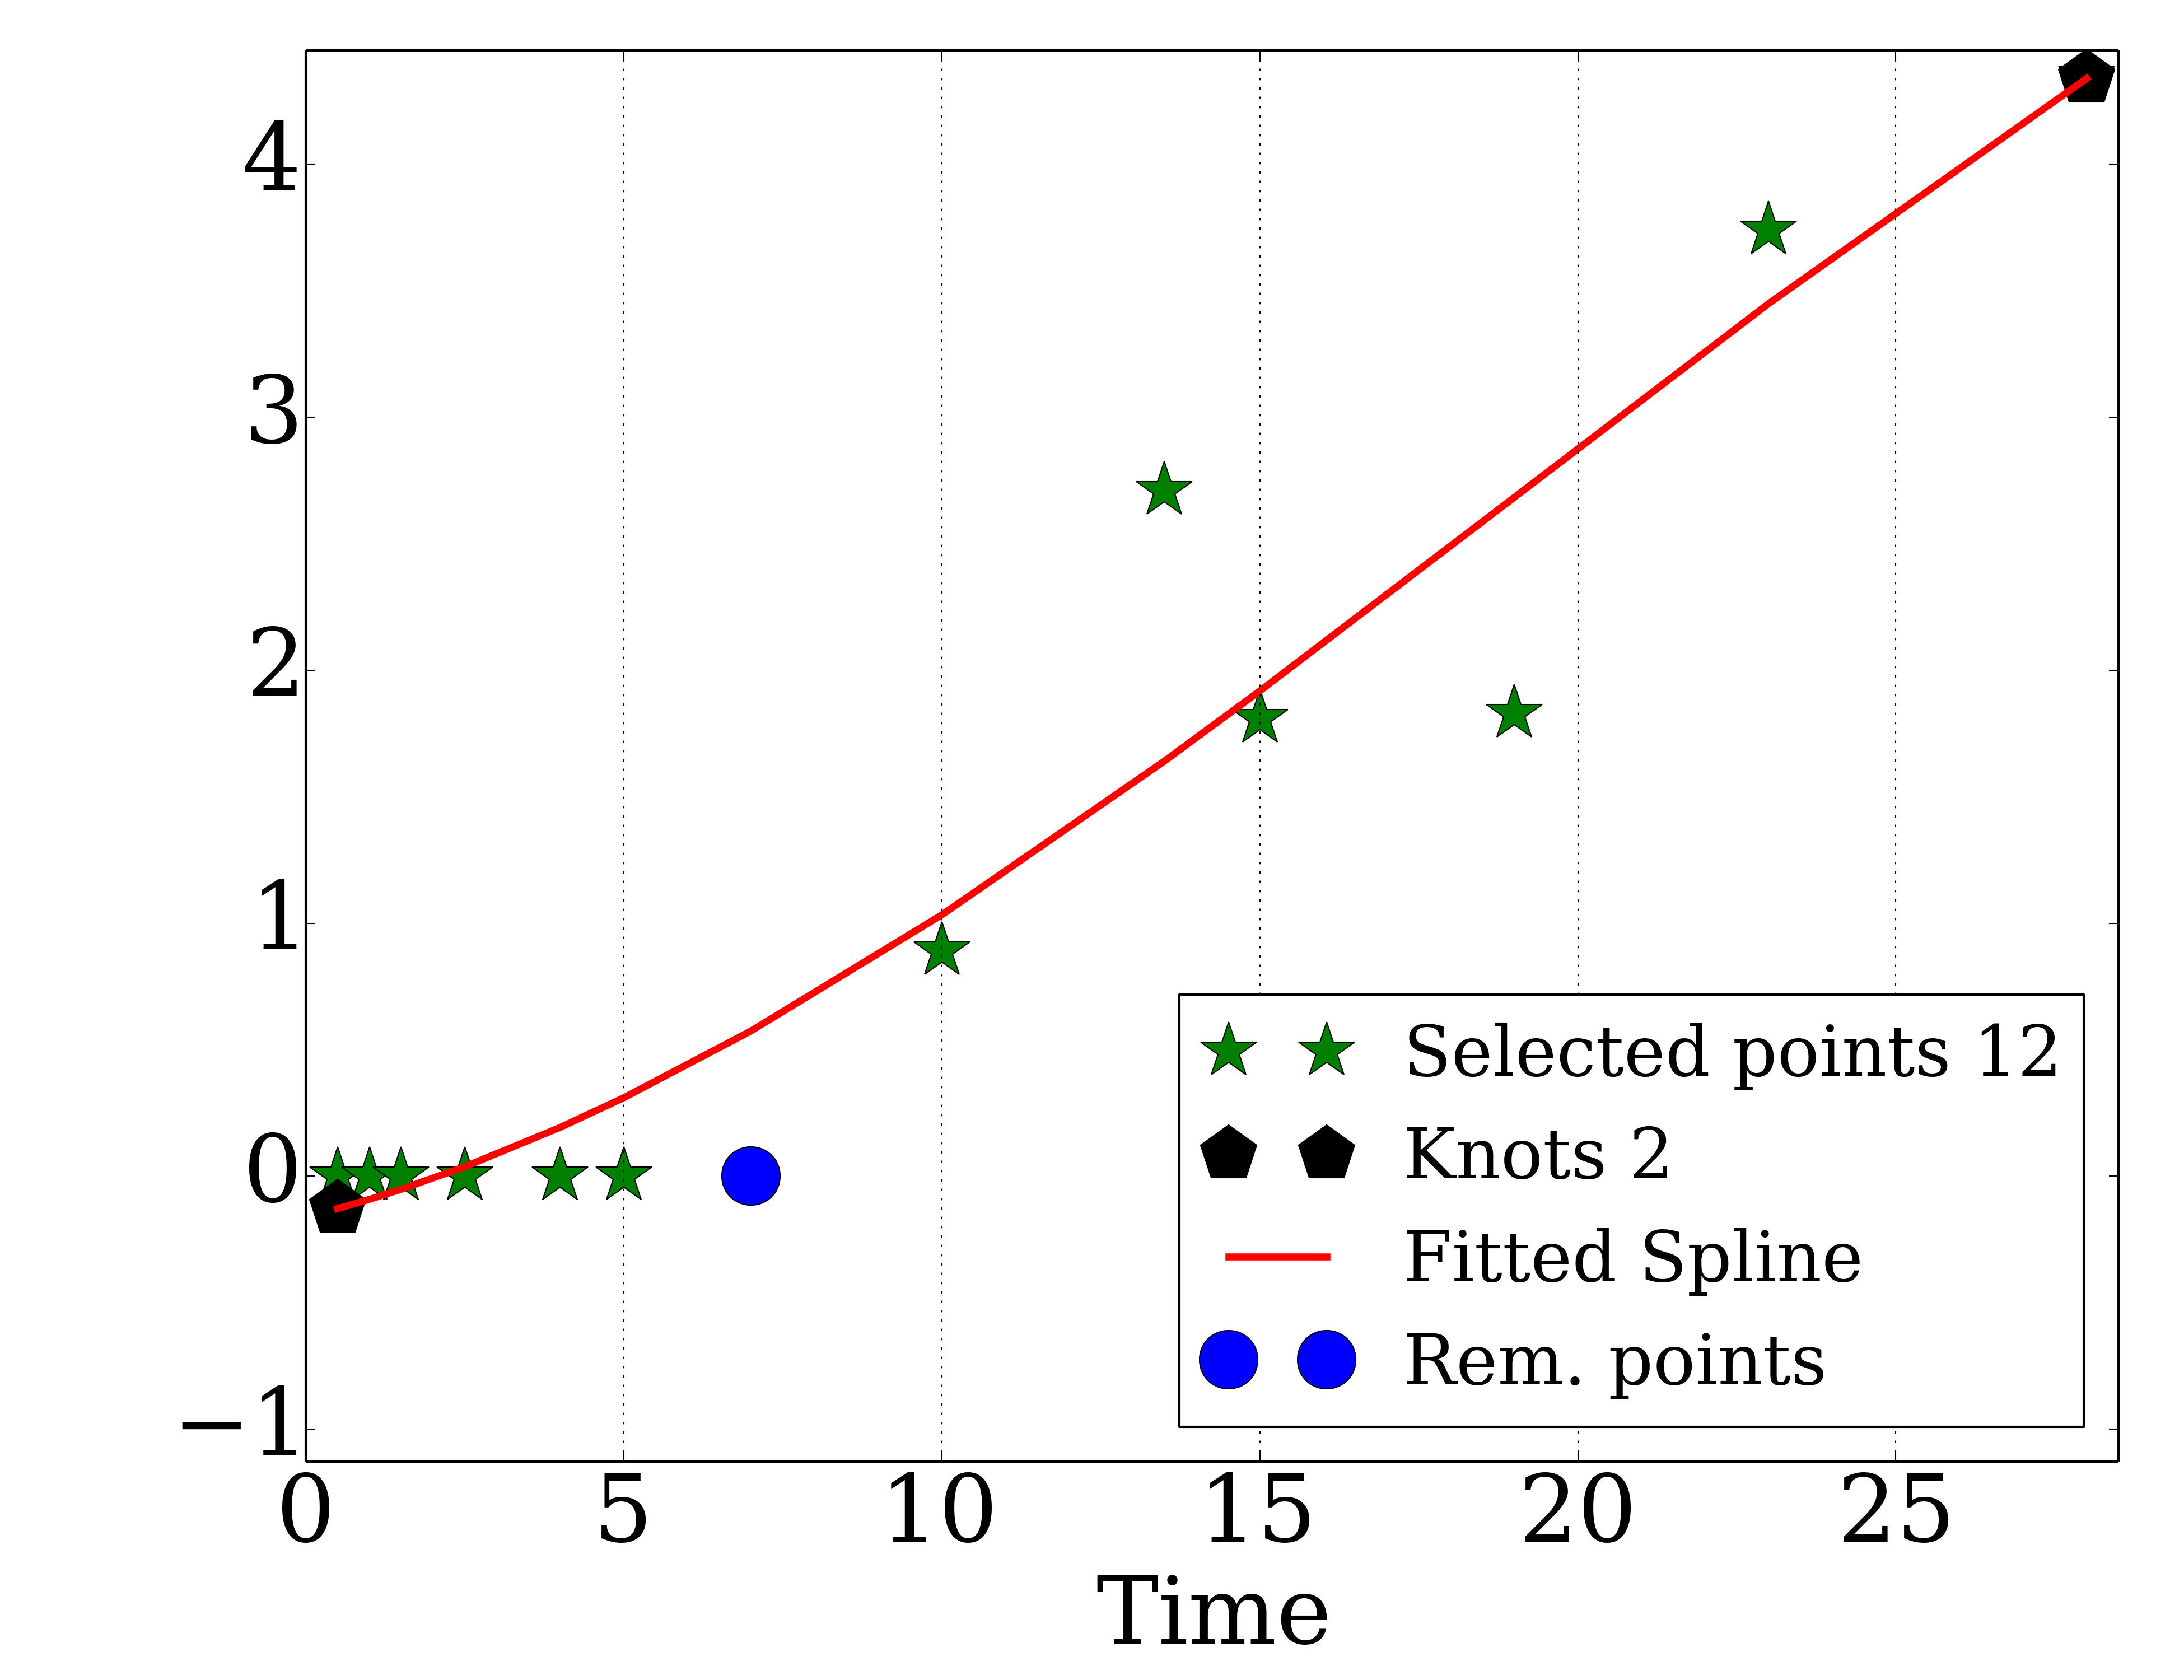 4
3
2
1
0
−1
0 5 10 15 20 25
Time
Selected points 12
Knots 2
Fitted Spline
Rem. points